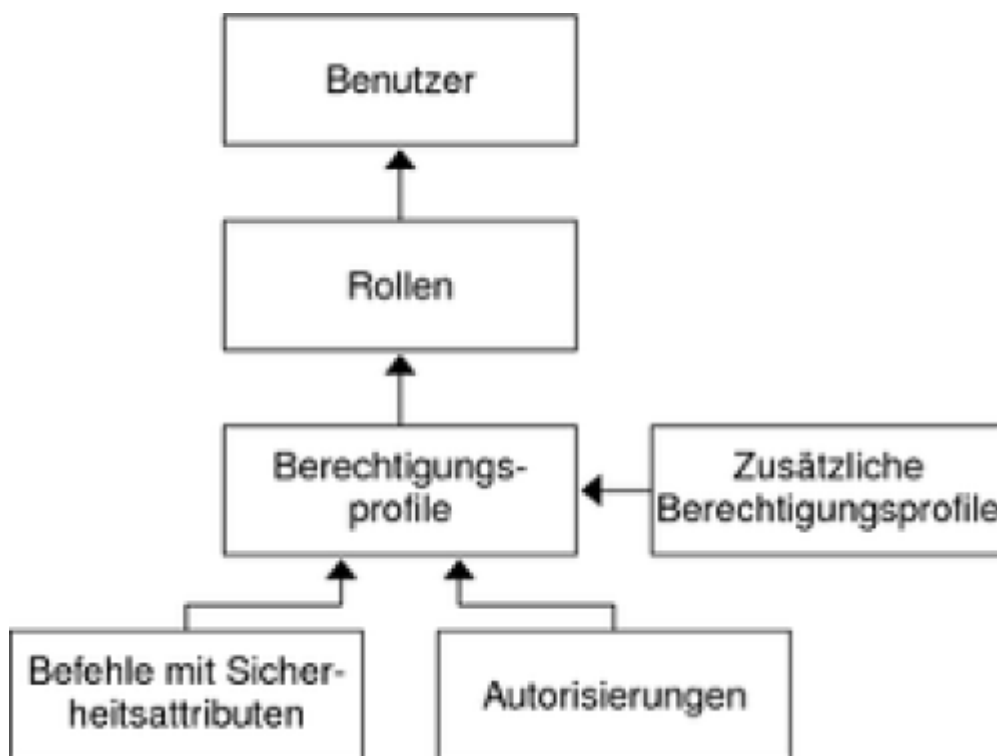 Benutzer
Rollen
Berechtigungs-
profile
Zusätzliche
Berechtigungsprofile
Befehle mit Sicher-
heitsattributen
Autorisierungen